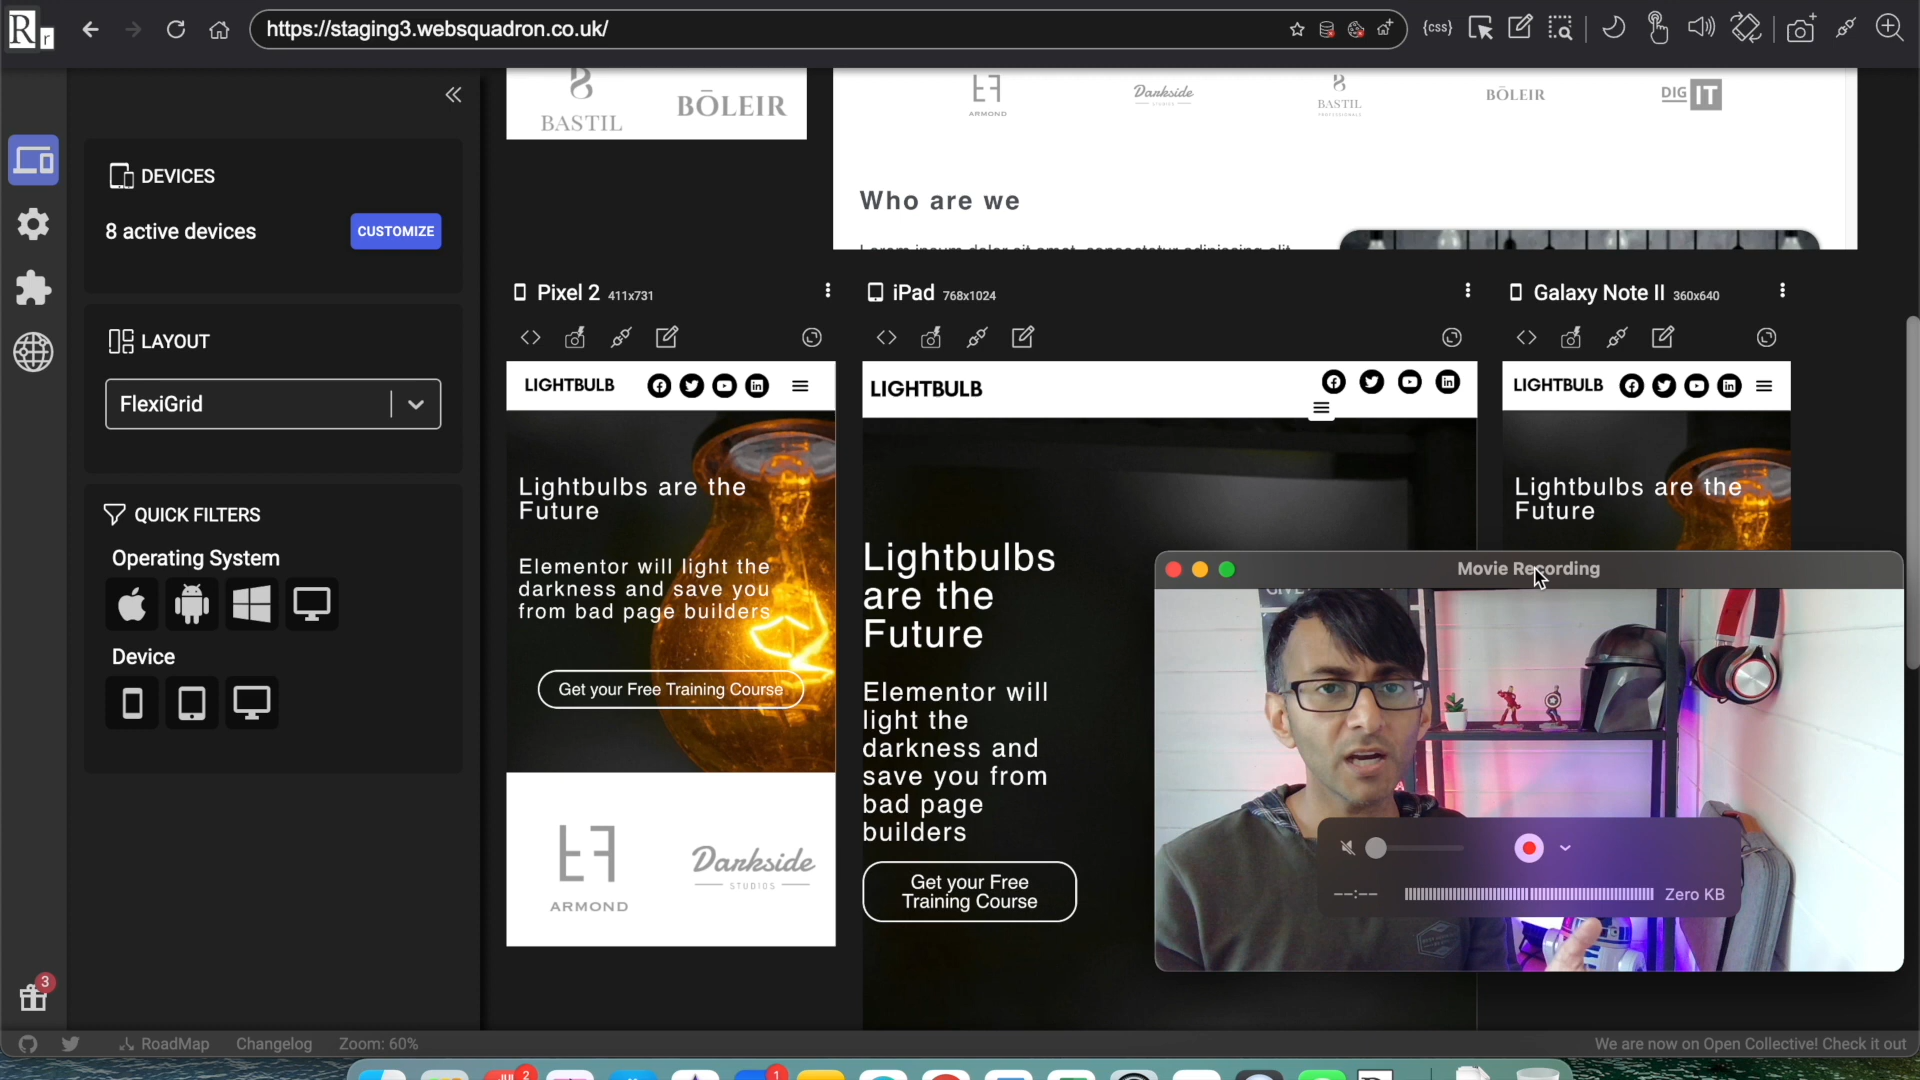 https://staging3.websquadron.co.uk/
{css}
BASTIL
BŌLEIR
ARMOND
Darkside
BASTIL
BŌLEIR
DIG IT
Who are we
DEVICES
8 active devices
CUSTOMIZE
LAYOUT
FlexiGrid
QUICK FILTERS
Operating System
Device
Pixel 2 411x731
LIGHTBULB
Lightbulbs are the
Future
Elementor will light the
darkness and save you
from bad page builders
Get your Free Training Course
ARMOND
Darkside
STUDIOS
iPad 768x1024
LIGHTBULB
Lightbulbs
are the
Future
Elementor will
light the
darkness and
save you from
bad page
builders
Get your Free
Training Course
Galaxy Note II 360x640
LIGHTBULB
Lightbulbs are the
Future
Movie Recording
--:--
Zero KB
3
RoadMap
Changelog
Zoom: 60%
We are now on Open Collective! Check it out
2
1